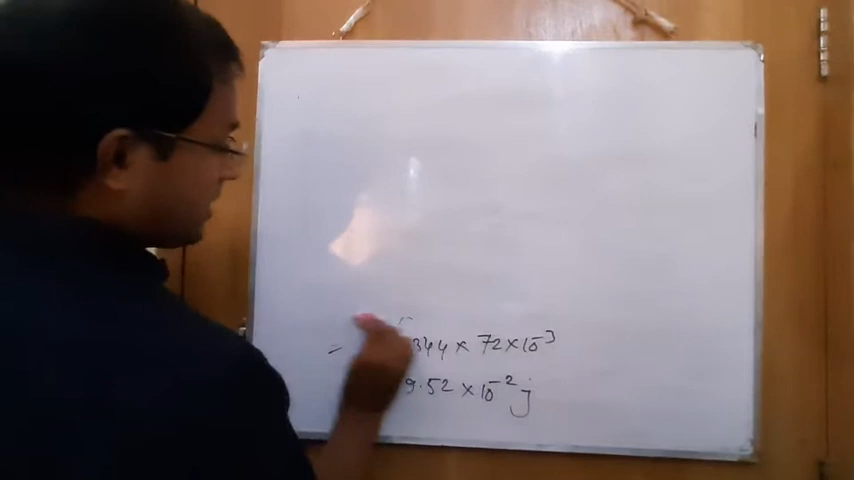 = 344 × 72 × 10⁻³
9.52 × 10⁻² j